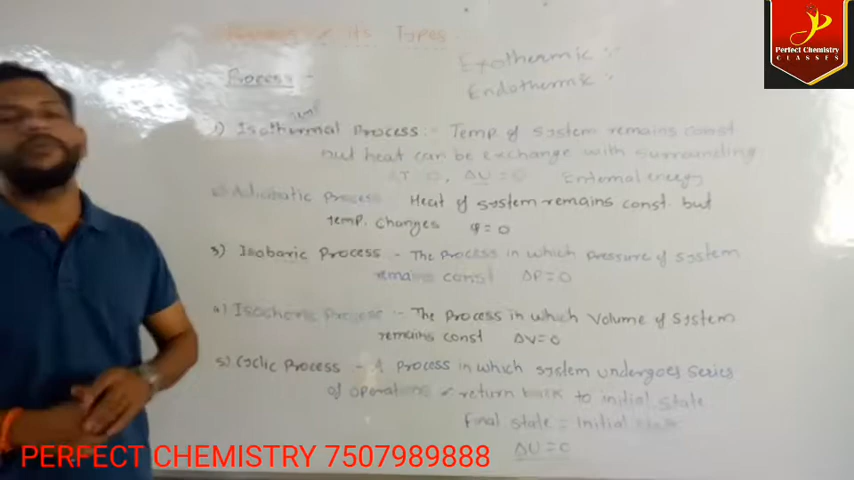 Perfect Chemistry
CLASSES
Process & its Types
Exothermic
Endothermic
Process -
1) Isothermal Process :- Temp. of system remains const
but heat can be exchange with surrounding
ΔT = 0, ΔU = 0
2) Adiabatic Process Heat of system remains const. but
temp. changes q = 0
3) Isobaric Process - The Process in which Pressure of system
remains const ΔP = 0
4) Isochoric Process :- The Process in which Volume of system
remains const ΔV = 0
5) Cyclic Process - A Process in which system undergoes series
of operations & return back to initial state
Final state = Initial state
ΔU = 0
PERFECT CHEMISTRY 7507989888